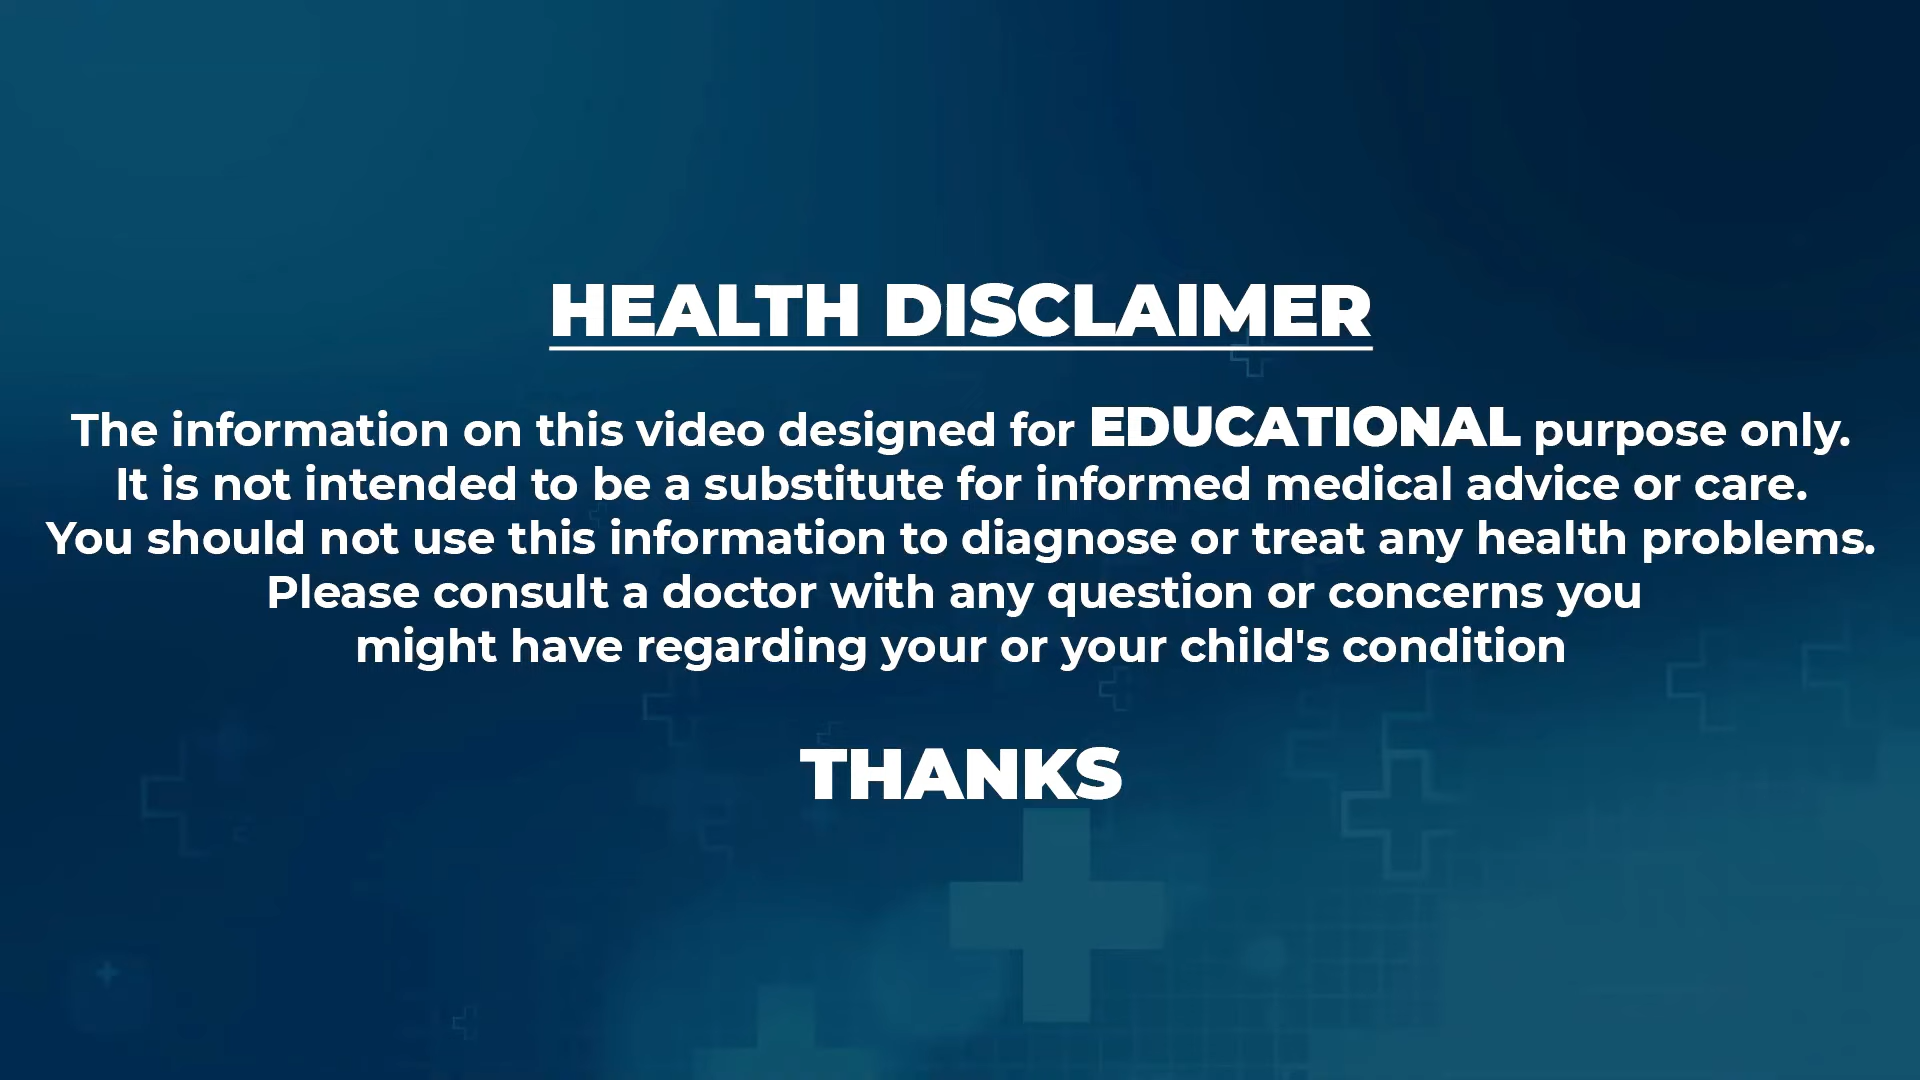 HEALTH DISCLAIMER
The information on this video designed for EDUCATIONAL purpose only.
It is not intended to be a substitute for informed medical advice or care.
You should not use this information to diagnose or treat any health problems.
Please consult a doctor with any question or concerns you
might have regarding your or your child's condition
THANKS